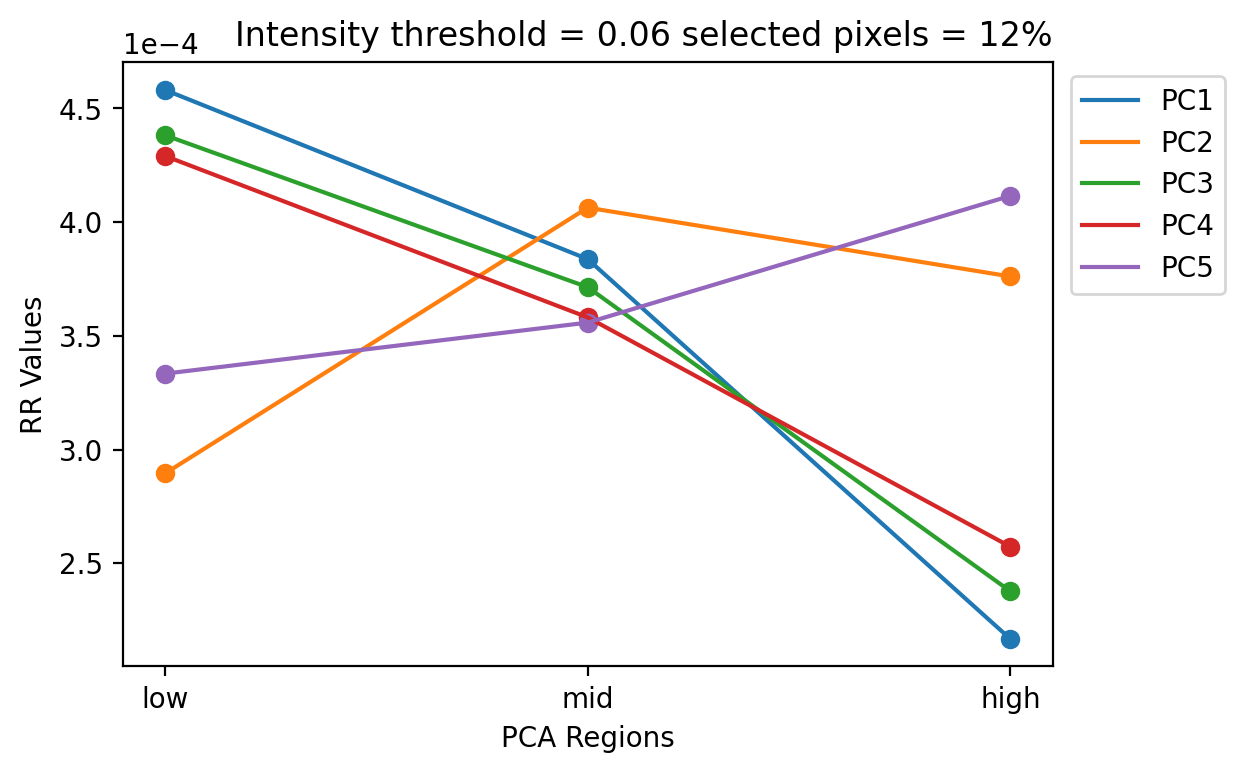 Intensity threshold = 0.06 selected pixels = 12%
1e−4
4.5
4.0
3.5
3.0
2.5
RR Values
low
mid
high
PCA Regions
PC1
PC2
PC3
PC4
PC5